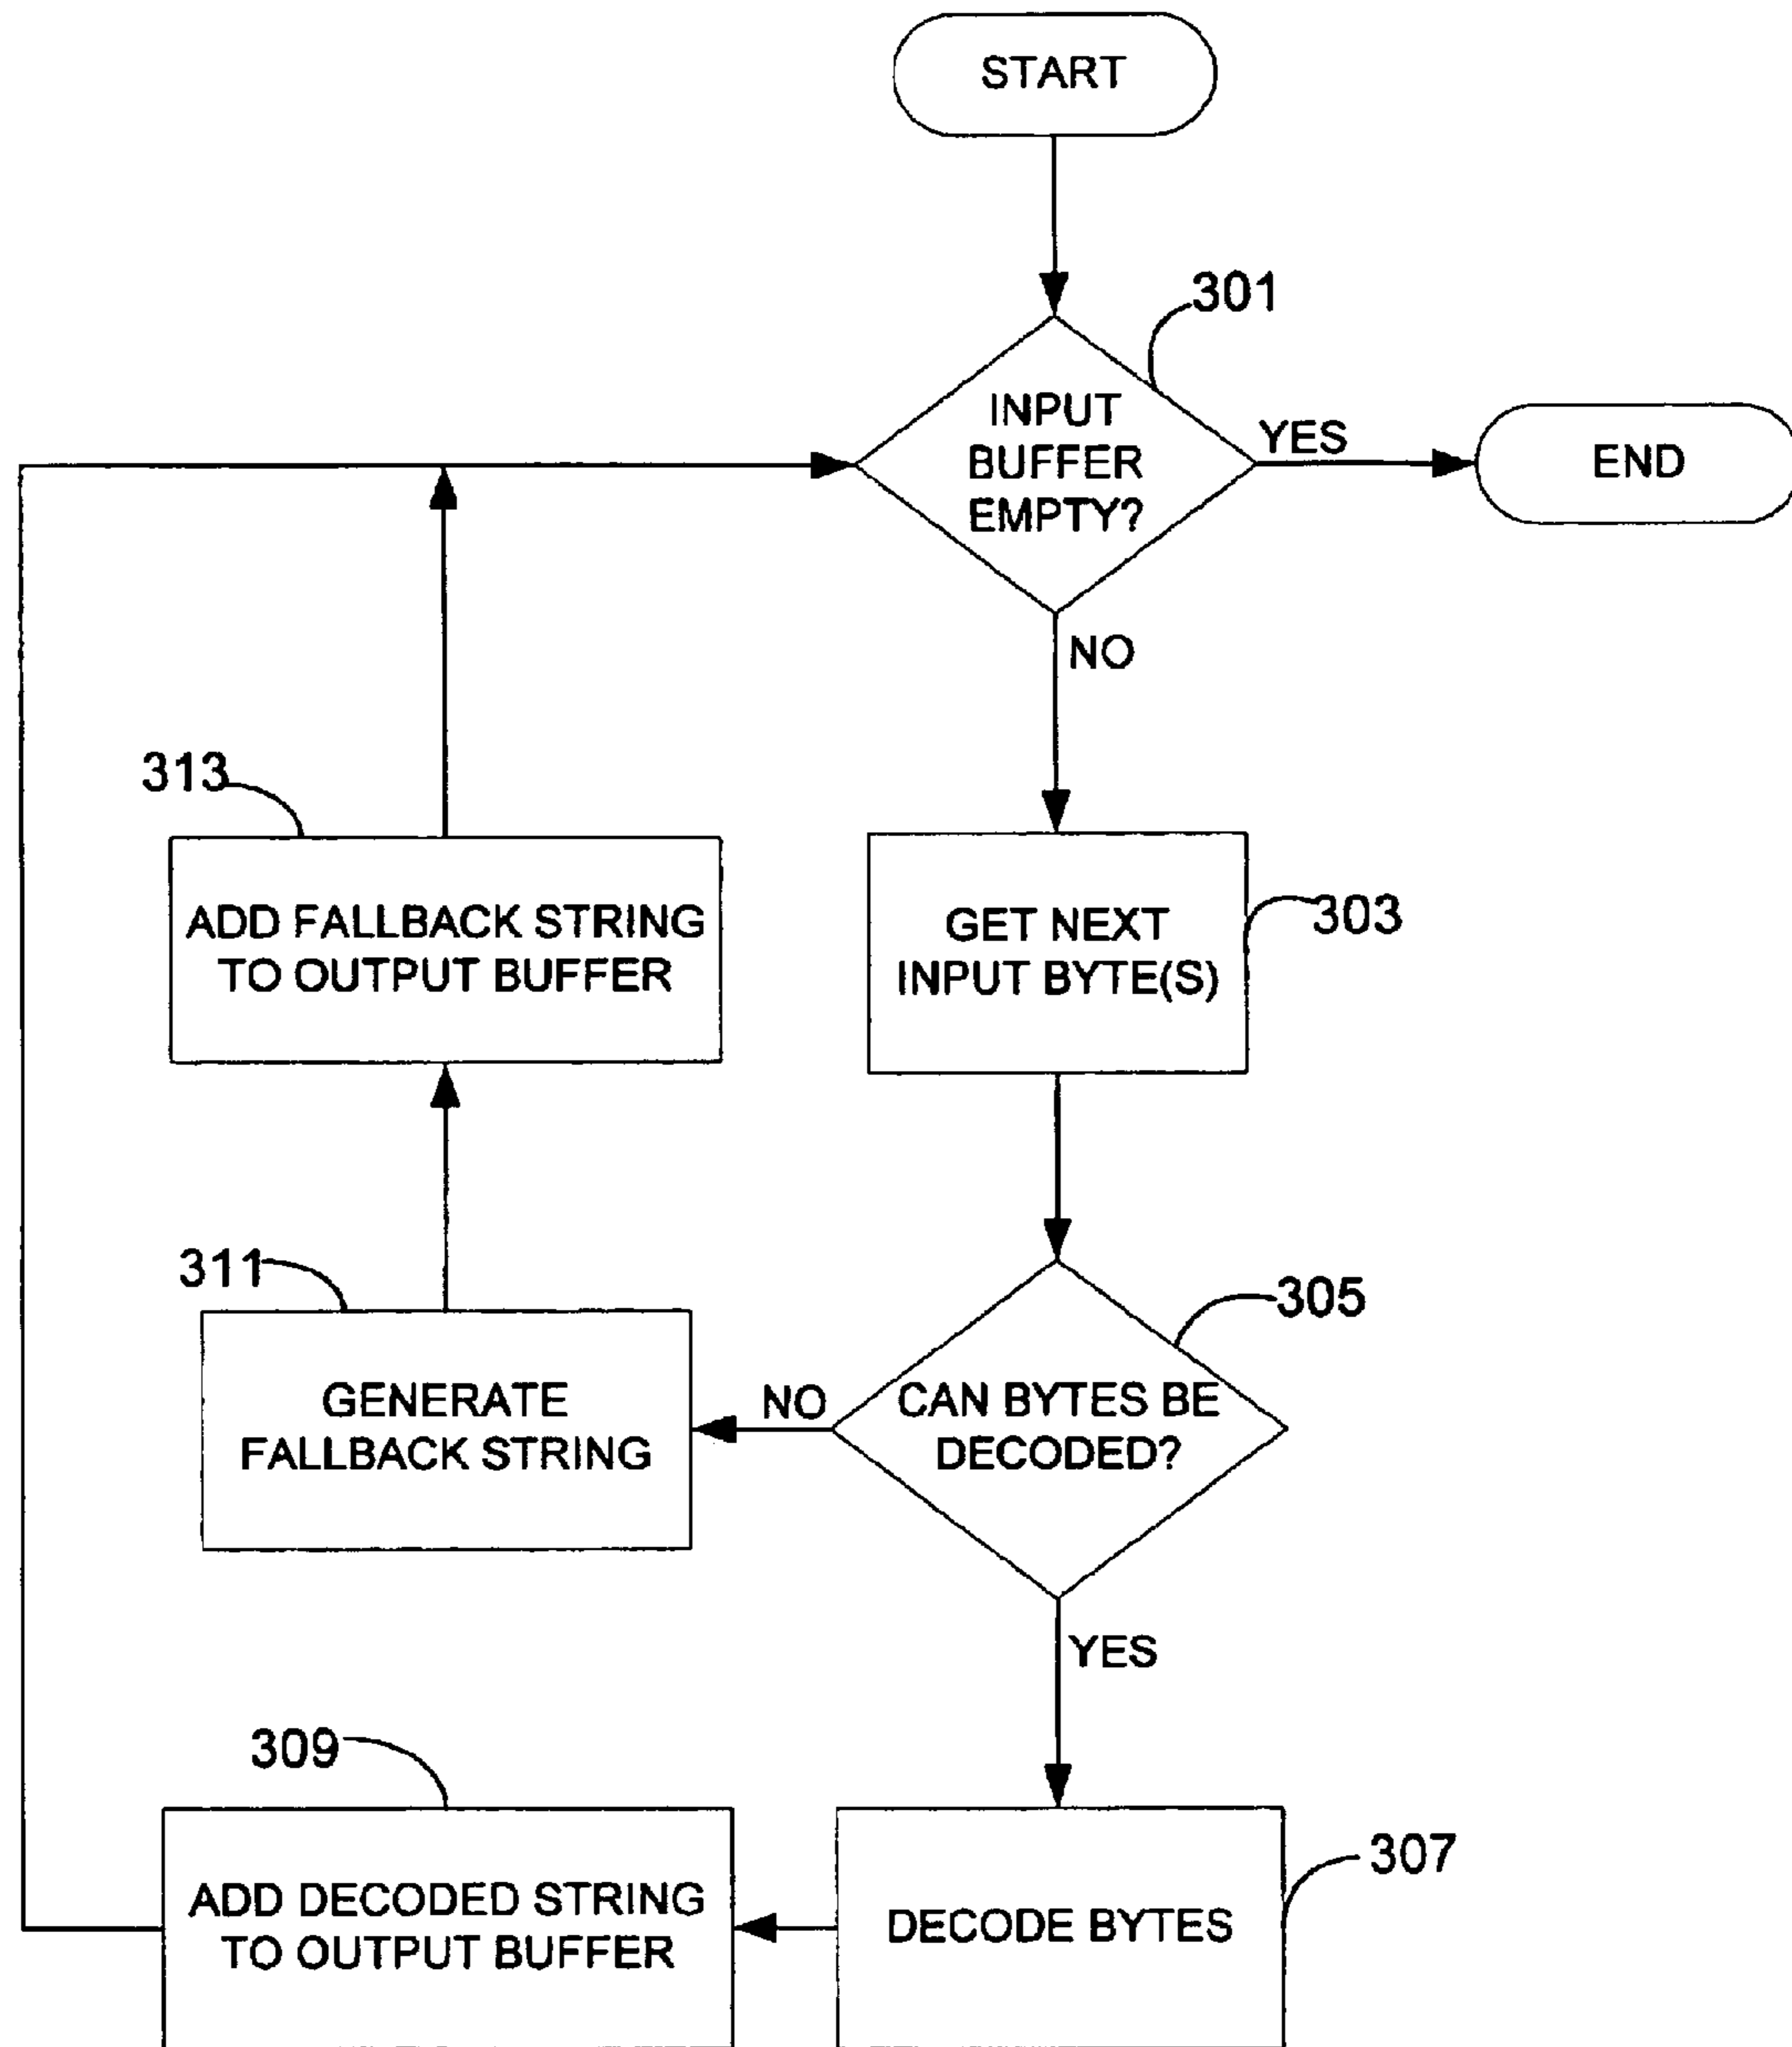 START
301
INPUT
BUFFER
EMPTY?
YES
END
NO
313
ADD FALLBACK STRING
TO OUTPUT BUFFER
GET NEXT
INPUT BYTE(S)
303
311
305
GENERATE
FALLBACK STRING
NO
CAN BYTES BE
DECODED?
YES
309
307
ADD DECODED STRING
TO OUTPUT BUFFER
DECODE BYTES